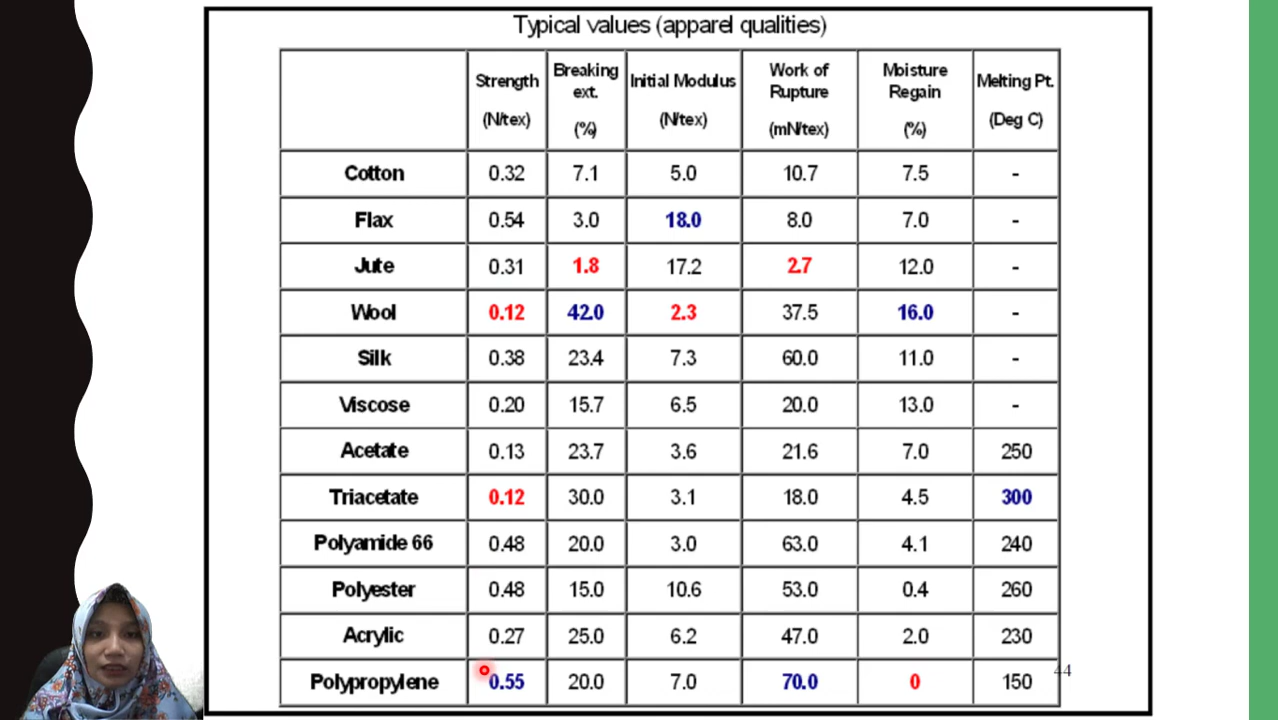 Typical values (apparel qualities)
Strength (N/tex) Breaking ext. (%) Initial Modulus (N/tex) Work of Rupture (mN/tex) Moisture Regain (%) Melting Pt. (Deg C)
Cotton 0.32 7.1 5.0 10.7 7.5 -
Flax 0.54 3.0 18.0 8.0 7.0 -
Jute 0.31 1.8 17.2 2.7 12.0 -
Wool 0.12 42.0 2.3 37.5 16.0 -
Silk 0.38 23.4 7.3 60.0 11.0 -
Viscose 0.20 15.7 6.5 20.0 13.0 -
Acetate 0.13 23.7 3.6 21.6 7.0 250
Triacetate 0.12 30.0 3.1 18.0 4.5 300
Polyamide 66 0.48 20.0 3.0 63.0 4.1 240
Polyester 0.48 15.0 10.6 53.0 0.4 260
Acrylic 0.27 25.0 6.2 47.0 2.0 230
Polypropylene 0.55 20.0 7.0 70.0 0 150
44